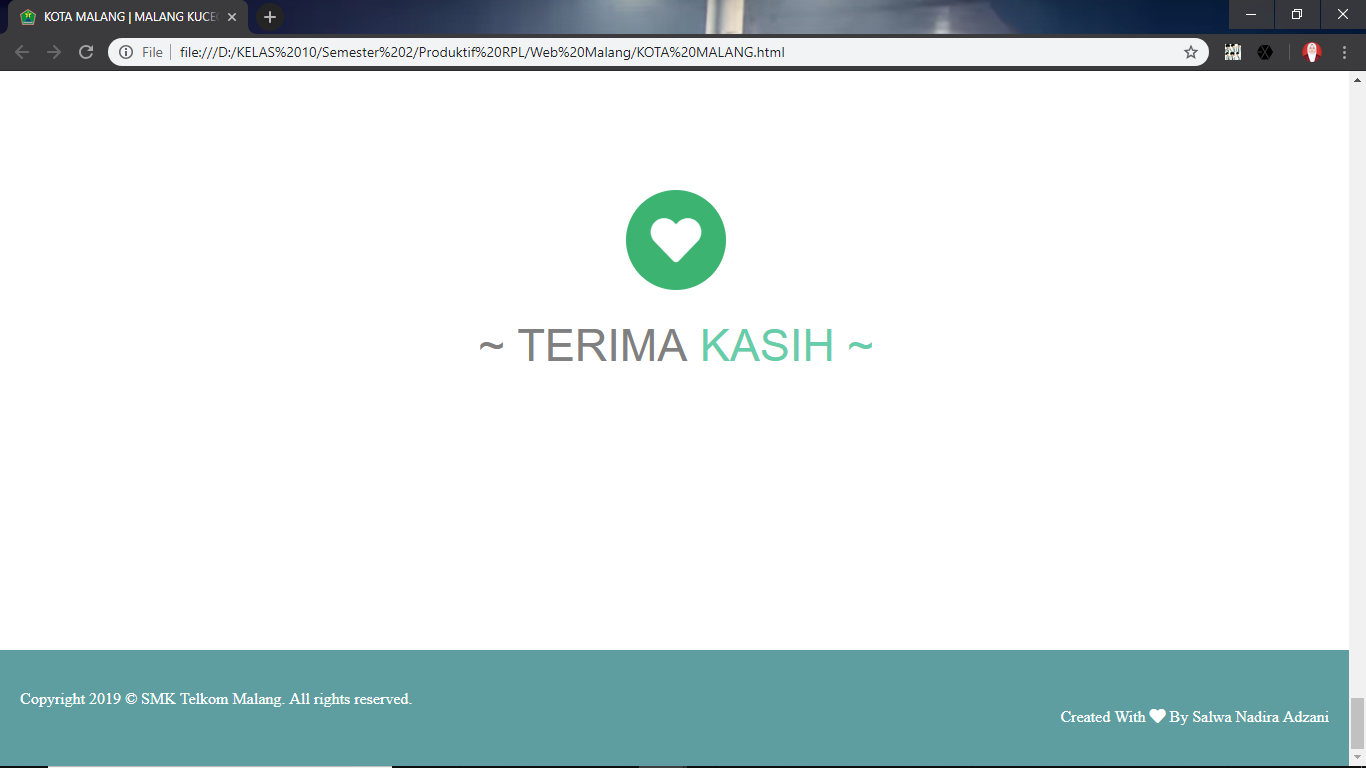 KOTA MALANG | MALANG KUCEC
File
file:///D:/KELAS%2010/Semester%202/Produktif%20RPL/Web%20Malang/KOTA%20MALANG.html
~ TERIMA KASIH ~
Copyright 2019 © SMK Telkom Malang. All rights reserved.
Created With ♥ By Salwa Nadira Adzani